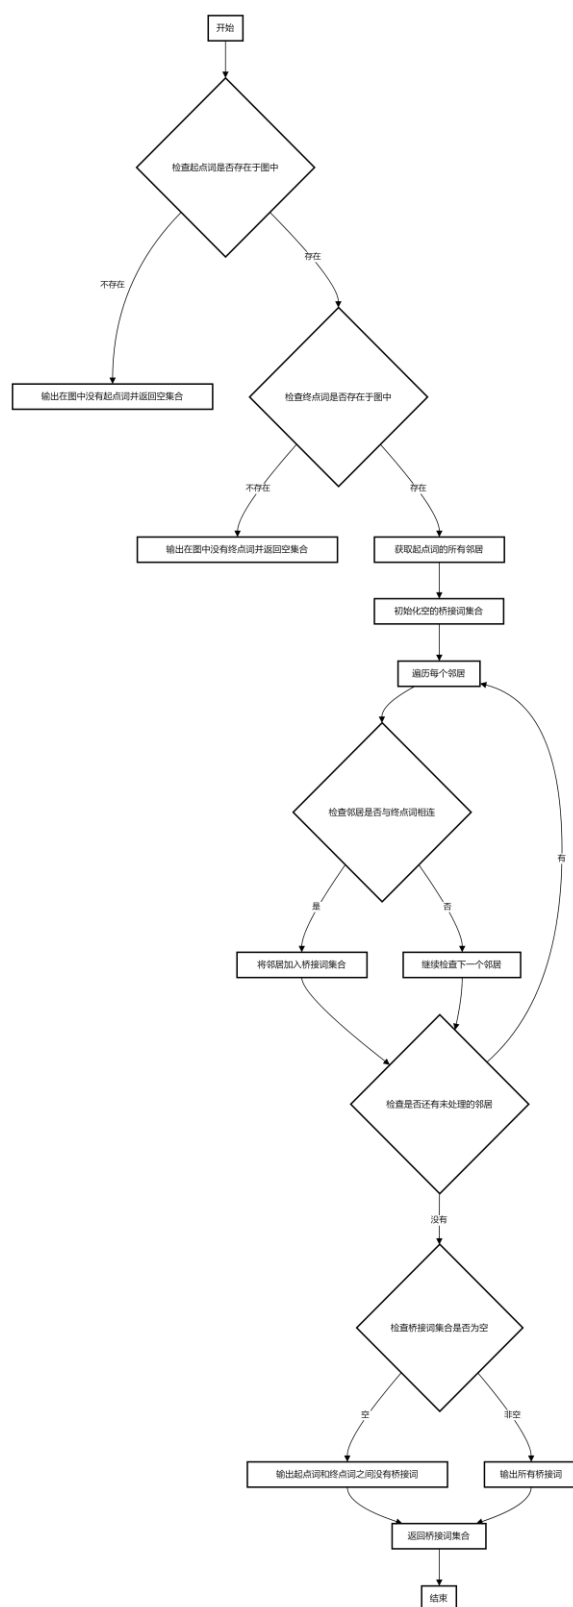 开始
检查起点词是否存在于图中
不存在
存在
输出在图中没有起点词并返回空集合
检查终点词是否存在于图中
不存在
存在
输出在图中没有终点词并返回空集合
获取起点词的所有邻居
初始化空的桥接词集合
遍历每个邻居
检查邻居是否与终点词相连
有
是
否
将邻居加入桥接词集合
继续检查下一个邻居
检查是否还有未处理的邻居
没有
检查桥接词集合是否为空
空
非空
输出起点词和终点词之间没有桥接词
输出所有桥接词
返回桥接词集合
结束